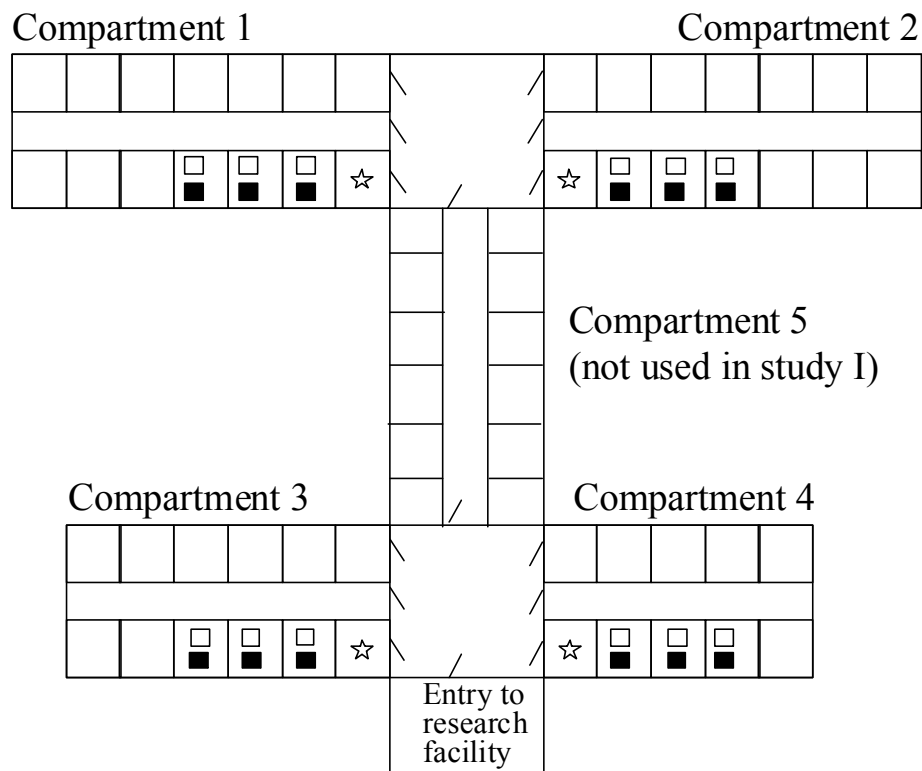 Compartment 1
Compartment 2
Compartment 5
(not used in study I)
Compartment 3
Compartment 4
Entry to
research
facility